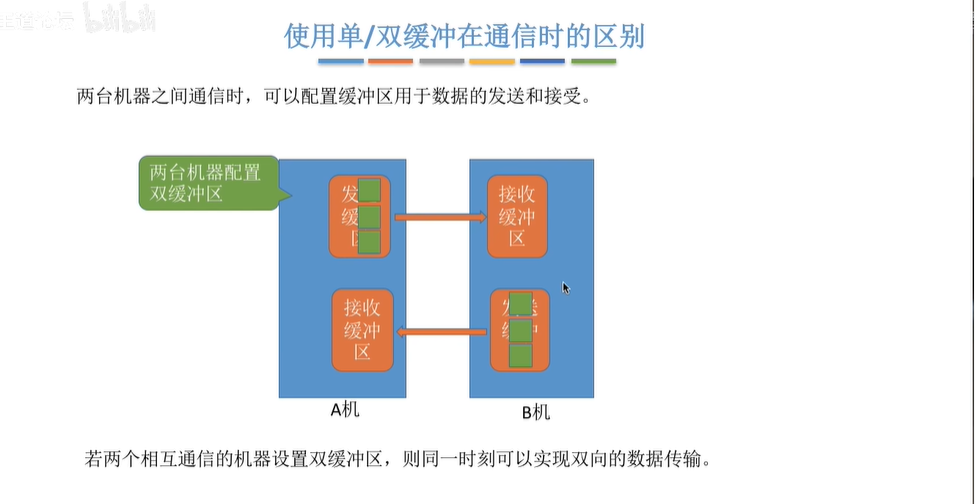 bilibili
使用单/双缓冲在通信时的区别
两台机器之间通信时，可以配置缓冲区用于数据的发送和接受。
两台机器配置
双缓冲区
发
缓
区
接收
缓冲
区
接收
缓冲
区
发送
缓冲
A机
B机
若两个相互通信的机器设置双缓冲区，则同一时刻可以实现双向的数据传输。